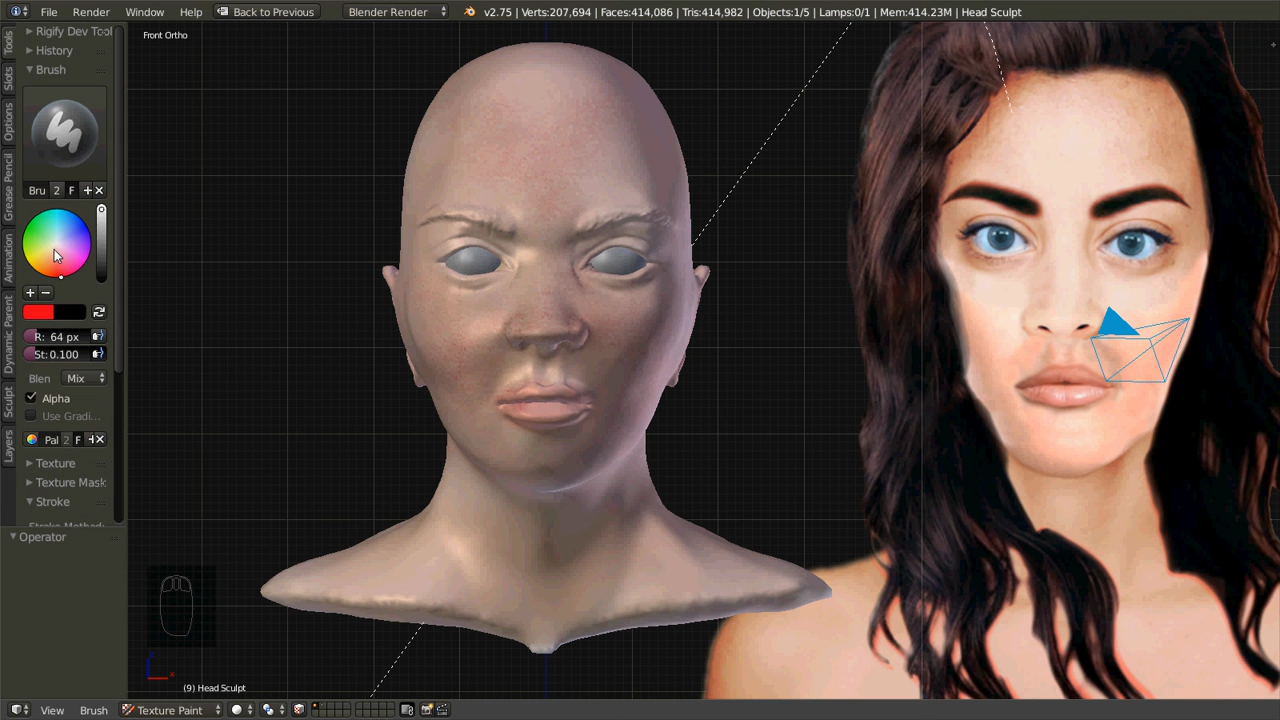 File Render Window Help Back to Previous Blender Render v2.75 | Verts:207,694 | Faces:414,086 | Tris:414,982 | Objects:1/5 | Lamps:0/1 | Mem:414.23M | Head Sculpt
Tools
Slots
Options
Grease Pencil
Animation
Dynamic Parent
Sculpt
Layers
Rigify Dev Tool
History
Brush
Bru 2 F
R: 64 px
St: 0.100
Blen Mix
Alpha
Use Gradi...
Pal 2 F
Texture
Texture Mask
Stroke
Operator
Front Ortho
(9) Head Sculpt
View Brush Texture Paint